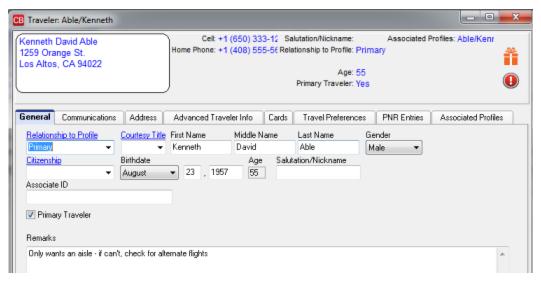 CB Traveler: Able/Kenneth
Kenneth David Able
1259 Orange St.
Los Altos, CA 94022
Cell: +1 (650) 333-12 Salutation/Nickname: Associated Profiles: Able/Kenr
Home Phone: +1 (408) 555-56 Relationship to Profile: Primary
Age: 55
Primary Traveler: Yes
General Communications Address Advanced Traveler Info Cards Travel Preferences PNR Entries Associated Profiles
Relationship to Profile Courtesy Title First Name Middle Name Last Name Gender
Primary Kenneth David Able Male
Citizenship Birthdate Age Salutation/Nickname
August 23 , 1957 55
Associate ID
Primary Traveler
Remarks
Only wants an aisle - if can't, check for alternate flights